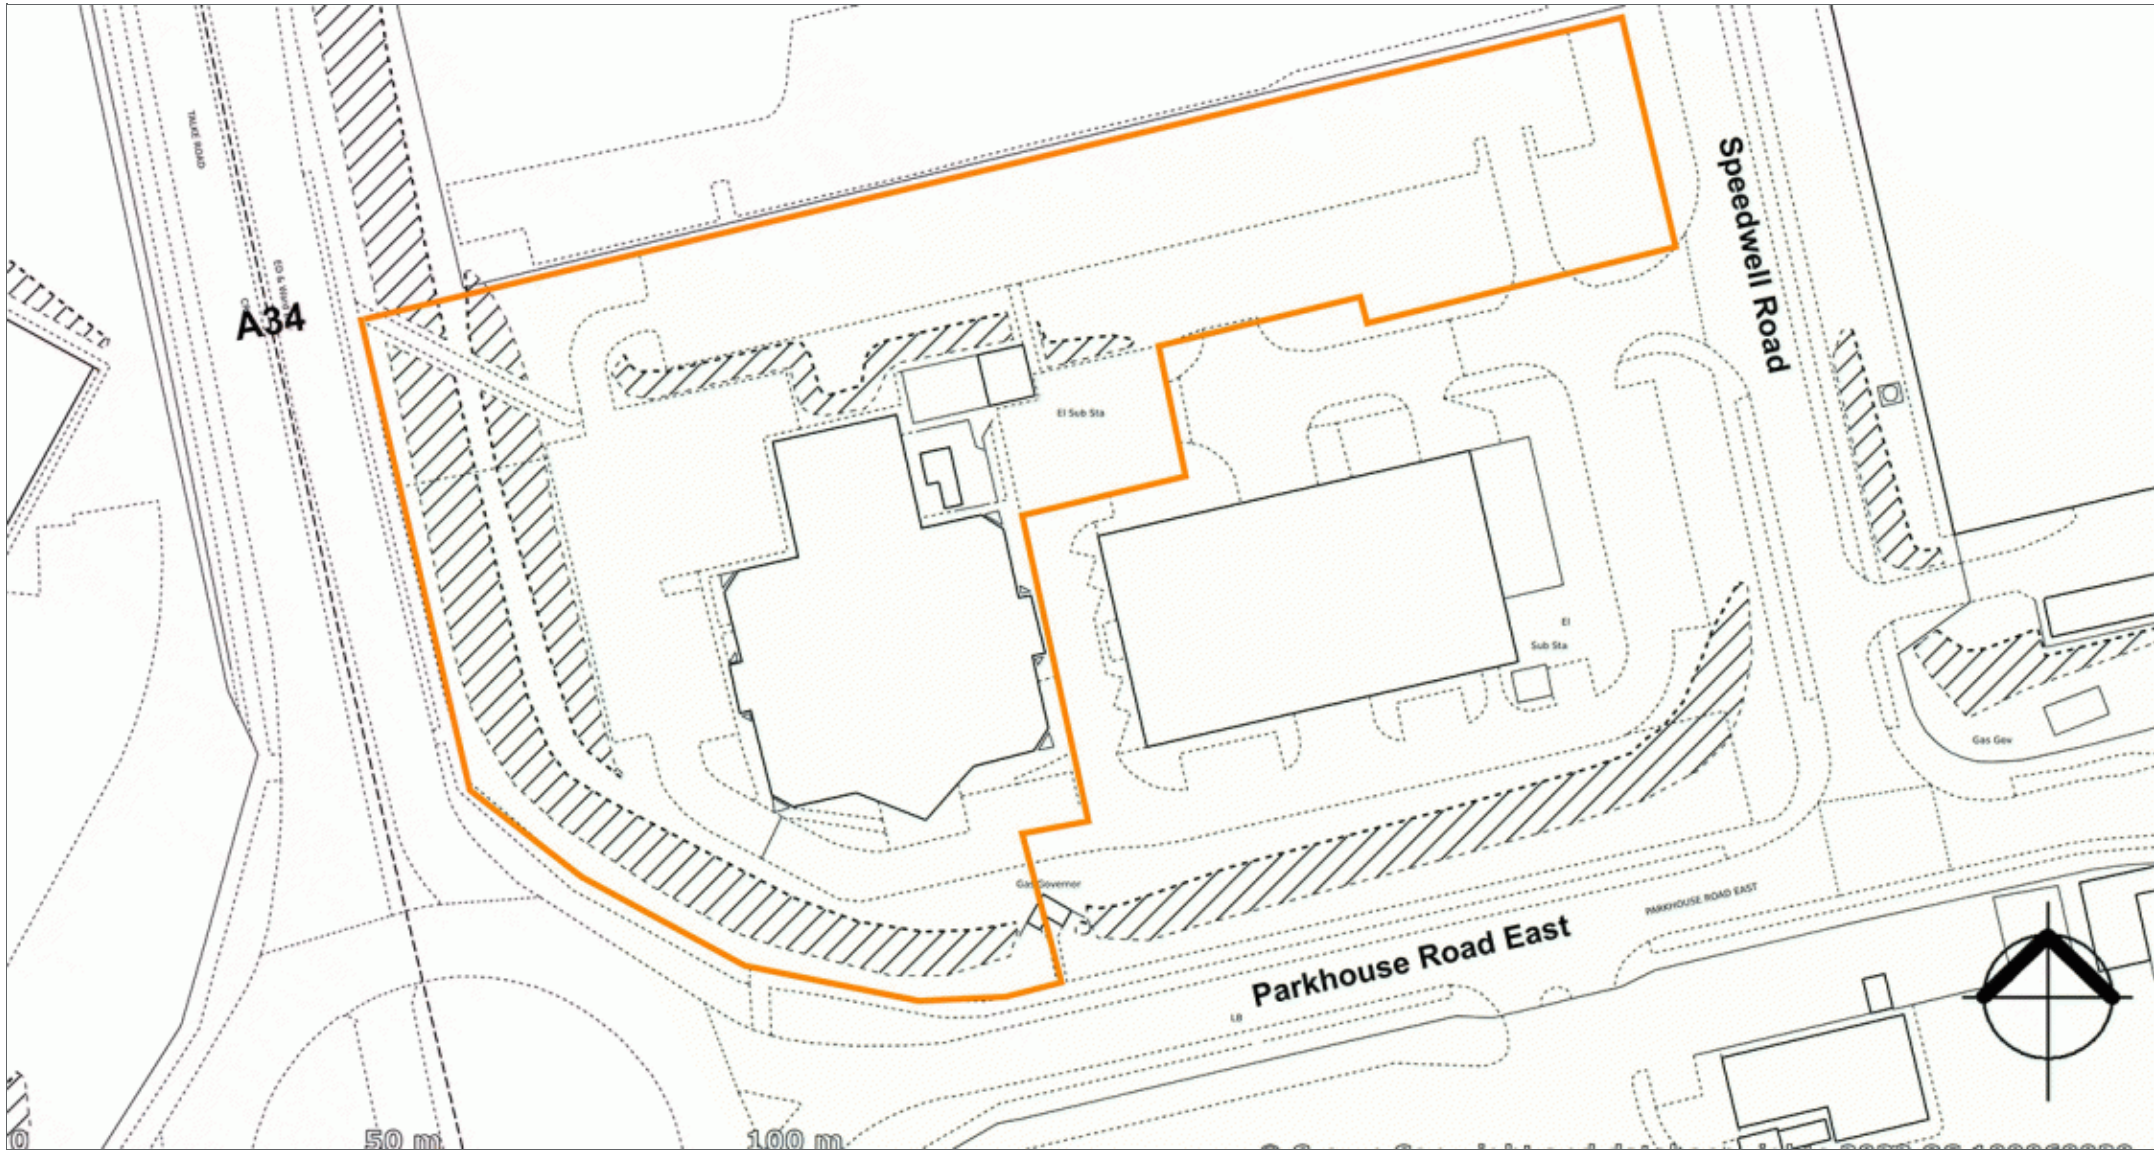 TALKE ROAD
A34
Speedwell Road
El Sub Sta
El
Sub Sta
Gas Gov
Gas Governor
PARKHOUSE ROAD EAST
Parkhouse Road East
LB
50 m
100 m